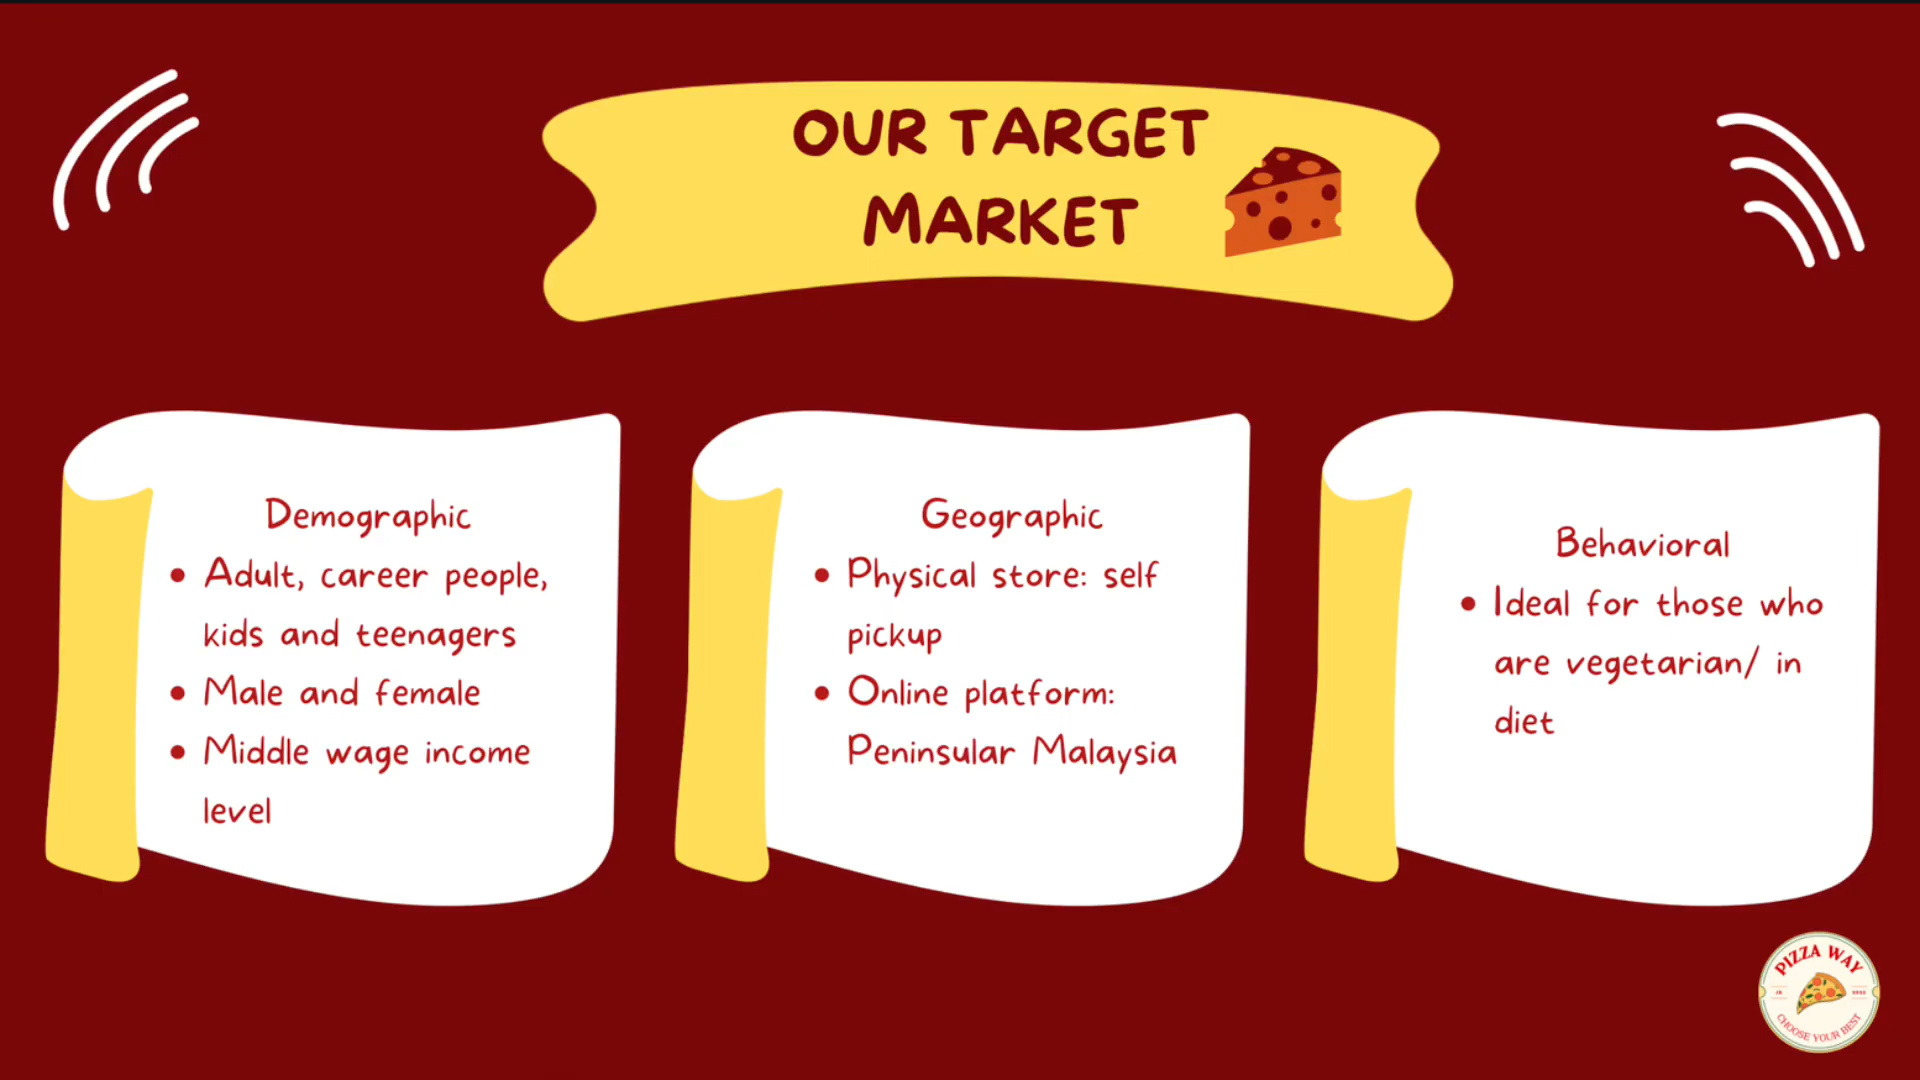 OUR TARGET
MARKET
Demographic
• Adult, career people,
kids and teenagers
• Male and female
• Middle wage income
level
Geographic
• Physical store: self
pickup
• Online platform:
Peninsular Malaysia
Behavioral
• Ideal for those who
are vegetarian/ in
diet
PIZZA WAY
CHOOSE YOUR BEST